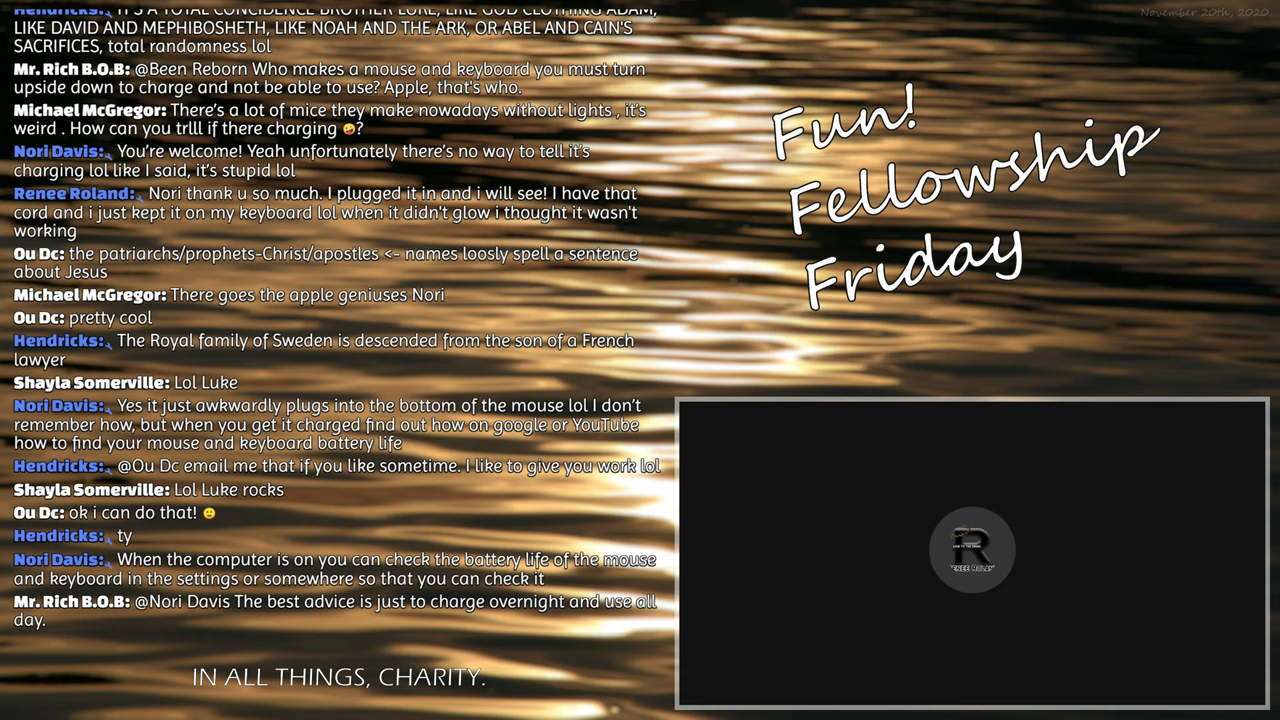 Hendricks: IT'S A TOTAL CONCIDENCE BROTHER LUKE, LIKE GOD CLOTHING ADAM,
LIKE DAVID AND MEPHIBOSHETH, LIKE NOAH AND THE ARK, OR ABEL AND CAIN'S
SACRIFICES, total randomness lol
Mr. Rich B.O.B: @Been Reborn Who makes a mouse and keyboard you must turn
upside down to charge and not be able to use? Apple, that's who.
Michael McGregor: There's a lot of mice they make nowadays without lights , it's
weird . How can you trlll if there charging 🤪?
Nori Davis: You're welcome! Yeah unfortunately there's no way to tell it's
charging lol like I said, it's stupid lol
Renee Roland: Nori thank u so much. I plugged it in and i will see! I have that
cord and i just kept it on my keyboard lol when it didn't glow i thought it wasn't
working
Ou Dc: the patriarchs/prophets-Christ/apostles <- names loosly spell a sentence
about Jesus
Michael McGregor: There goes the apple geniuses Nori
Ou Dc: pretty cool
Hendricks: The Royal family of Sweden is descended from the son of a French
lawyer
Shayla Somerville: Lol Luke
Nori Davis: Yes it just awkwardly plugs into the bottom of the mouse lol I don't
remember how, but when you get it charged find out how on google or YouTube
how to find your mouse and keyboard battery life
Hendricks: @Ou Dc email me that if you like sometime. I like to give you work lol
Shayla Somerville: Lol Luke rocks
Ou Dc: ok i can do that! 🙂
Hendricks: ty
Nori Davis: When the computer is on you can check the battery life of the mouse
and keyboard in the settings or somewhere so that you can check it
Mr. Rich B.O.B: @Nori Davis The best advice is just to charge overnight and use all
day.
IN ALL THINGS, CHARITY.
November 20th, 2020
Fun!
Fellowship
Friday
R